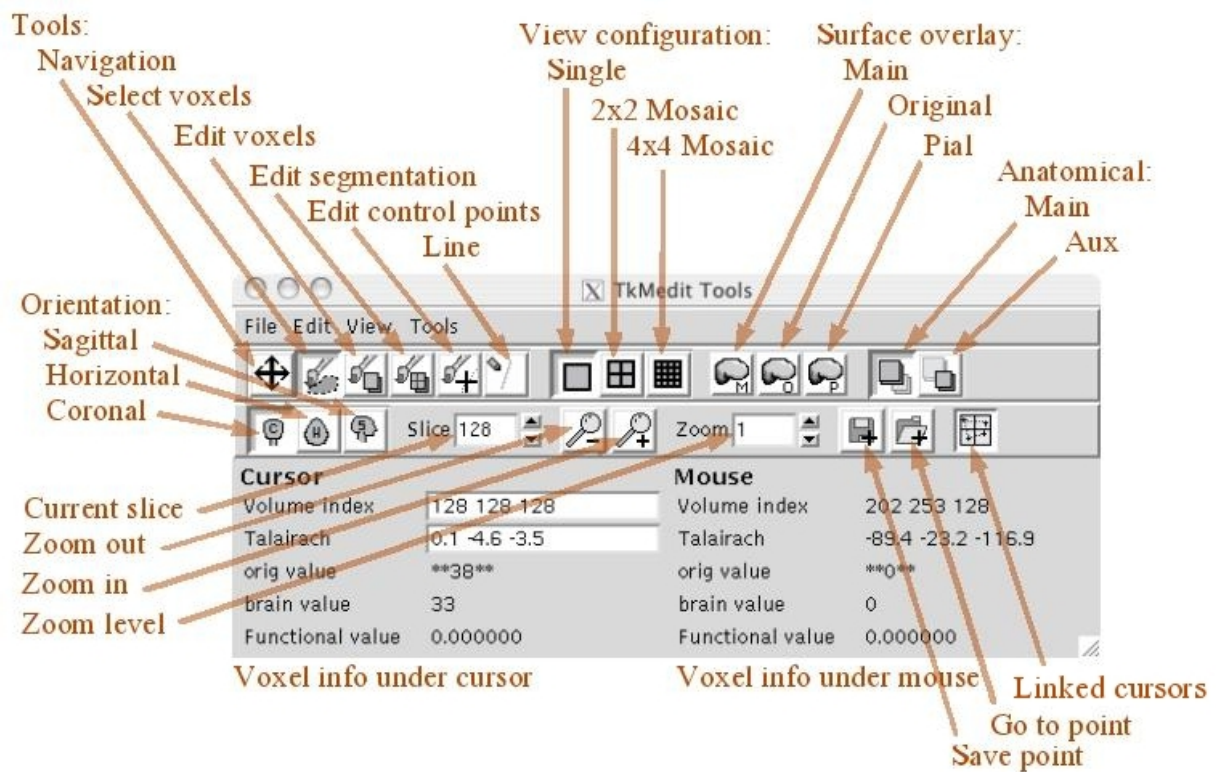 Tools:
Navigation
Select voxels
Edit voxels
Edit segmentation
Edit control points
Line
View configuration:
Single
2x2 Mosaic
4x4 Mosaic
Surface overlay:
Main
Original
Pial
Anatomical:
Main
Aux
Orientation:
Sagittal
Horizontal
Coronal
X TkMedit Tools
File Edit View Tools
M O P
C H S Slice 128 Zoom 1
Cursor
Volume index 128 128 128
Talairach 0.1 -4.6 -3.5
orig value **38**
brain value 33
Functional value 0.000000
Mouse
Volume index 202 253 128
Talairach -89.4 -23.2 -116.9
orig value **0**
brain value 0
Functional value 0.000000
Current slice
Zoom out
Zoom in
Zoom level
Voxel info under cursor
Voxel info under mouse
Linked cursors
Go to point
Save point